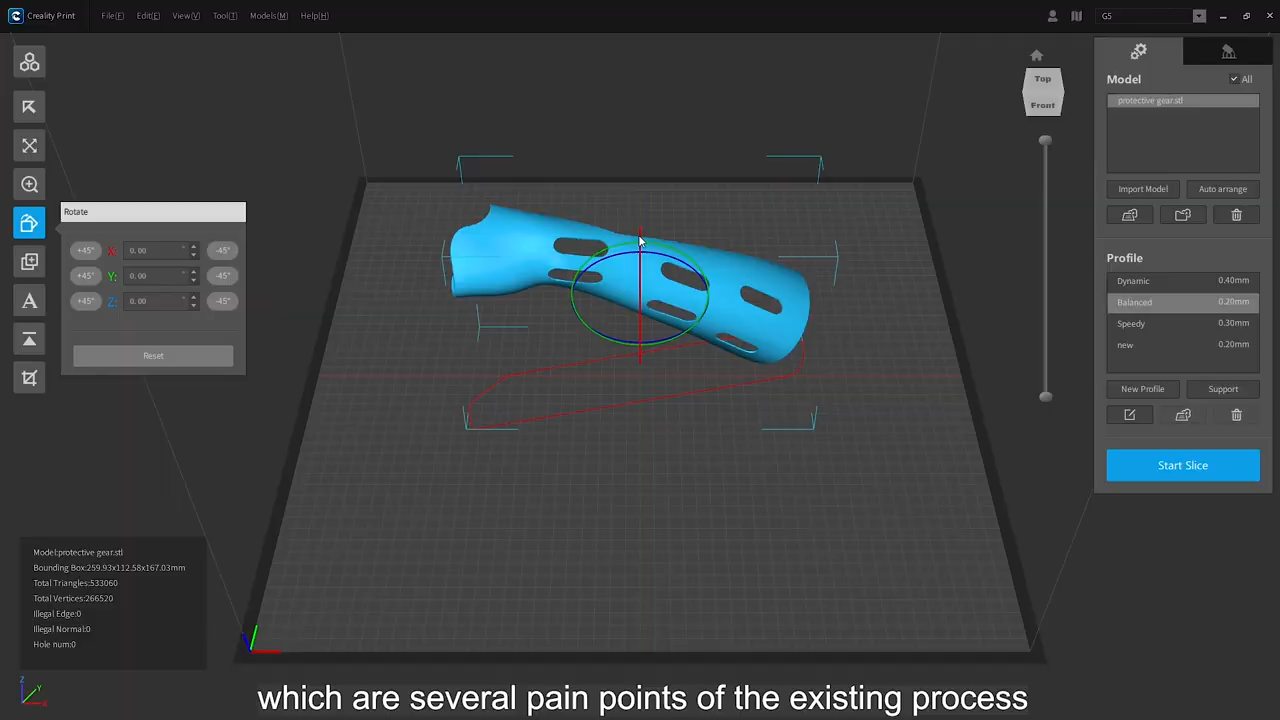 Creality Print File(F) Edit(E) View(V) Tool(T) Models(M) Help(H) G5
Top
Front
Rotate
+45° X: 0.00 ° -45°
+45° Y: 0.00 ° -45°
+45° Z: 0.00 ° -45°
Reset
Model All
protective gear.stl
Import Model Auto arrange
Profile
Dynamic 0.40mm
Balanced 0.20mm
Speedy 0.30mm
new 0.20mm
New Profile Support
Start Slice
Model:protective gear.stl
Bounding Box:259.93x112.58x167.03mm
Total Triangles:533060
Total Vertices:266520
Illegal Edge:0
Illegal Normal:0
Hole num:0
Z Y X
which are several pain points of the existing process